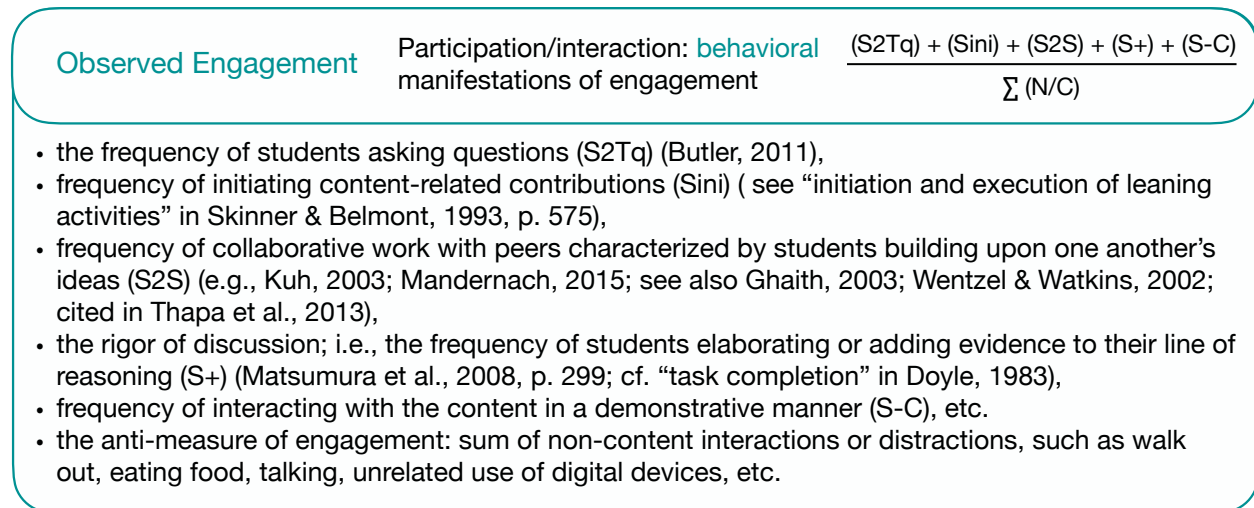 Observed Engagement
Participation/interaction: behavioral
manifestations of engagement
(S2Tq) + (Sini) + (S2S) + (S+) + (S-C)
∑ (N/C)
• the frequency of students asking questions (S2Tq) (Butler, 2011),
• frequency of initiating content-related contributions (Sini) ( see “initiation and execution of leaning
activities” in Skinner & Belmont, 1993, p. 575),
• frequency of collaborative work with peers characterized by students building upon one another’s
ideas (S2S) (e.g., Kuh, 2003; Mandernach, 2015; see also Ghaith, 2003; Wentzel & Watkins, 2002;
cited in Thapa et al., 2013),
• the rigor of discussion; i.e., the frequency of students elaborating or adding evidence to their line of
reasoning (S+) (Matsumura et al., 2008, p. 299; cf. “task completion” in Doyle, 1983),
• frequency of interacting with the content in a demonstrative manner (S-C), etc.
• the anti-measure of engagement: sum of non-content interactions or distractions, such as walk
out, eating food, talking, unrelated use of digital devices, etc.